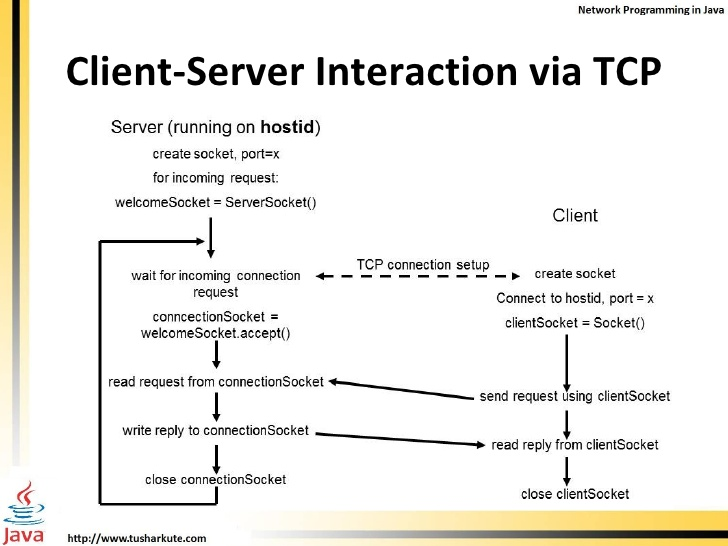 Network Programming in Java
Client-Server Interaction via TCP
Server (running on hostid)
create socket, port=x
for incoming request:
welcomeSocket = ServerSocket()
Client
TCP connection setup
wait for incoming connection
request
conncectionSocket =
welcomeSocket.accept()
create socket
Connect to hostid, port = x
clientSocket = Socket()
read request from connectionSocket
send request using clientSocket
write reply to connectionSocket
read reply from clientSocket
close connectionSocket
close clientSocket
Java
http://www.tusharkute.com